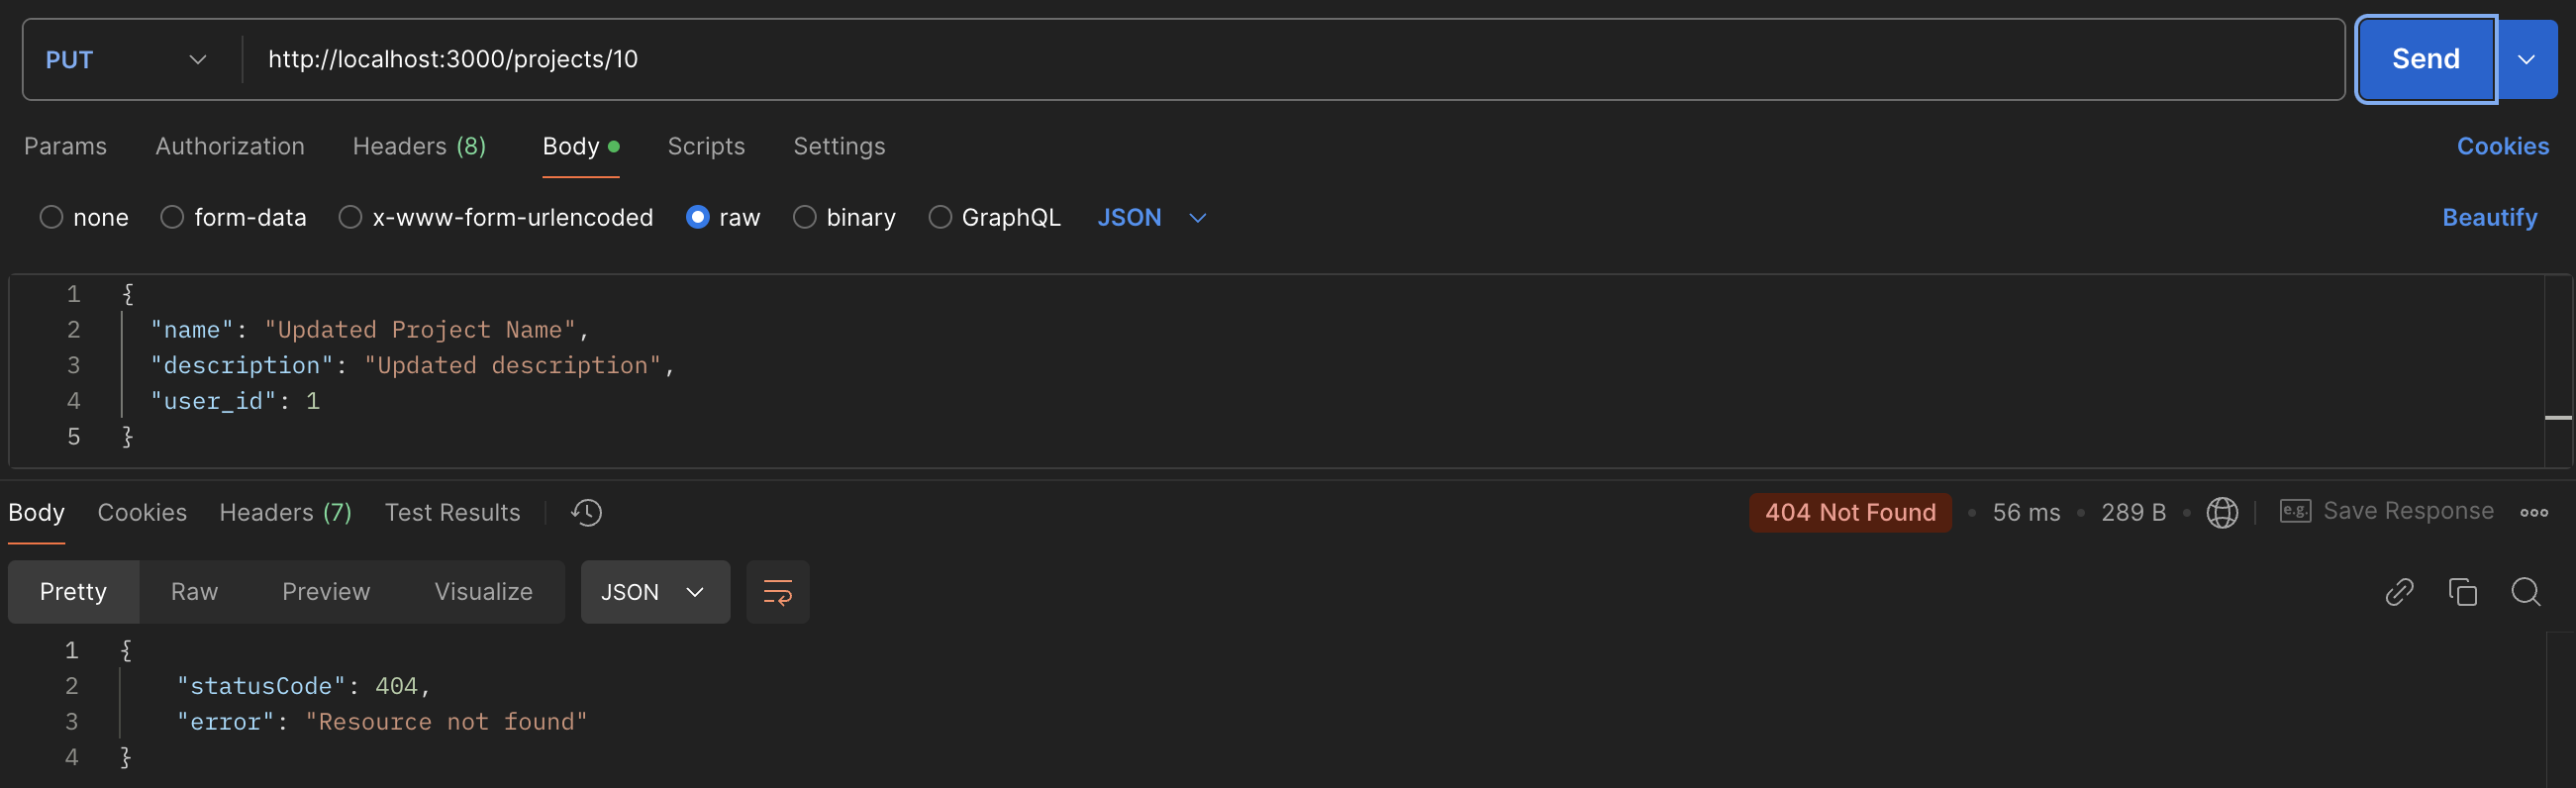 PUT http://localhost:3000/projects/10 Send
Params Authorization Headers (8) Body Scripts Settings Cookies
none form-data x-www-form-urlencoded raw binary GraphQL JSON Beautify
1 {
2 "name": "Updated Project Name",
3 "description": "Updated description",
4 "user_id": 1
5 }
Body Cookies Headers (7) Test Results 404 Not Found • 56 ms • 289 B • e.g. Save Response
Pretty Raw Preview Visualize JSON
1 {
2 "statusCode": 404,
3 "error": "Resource not found"
4 }